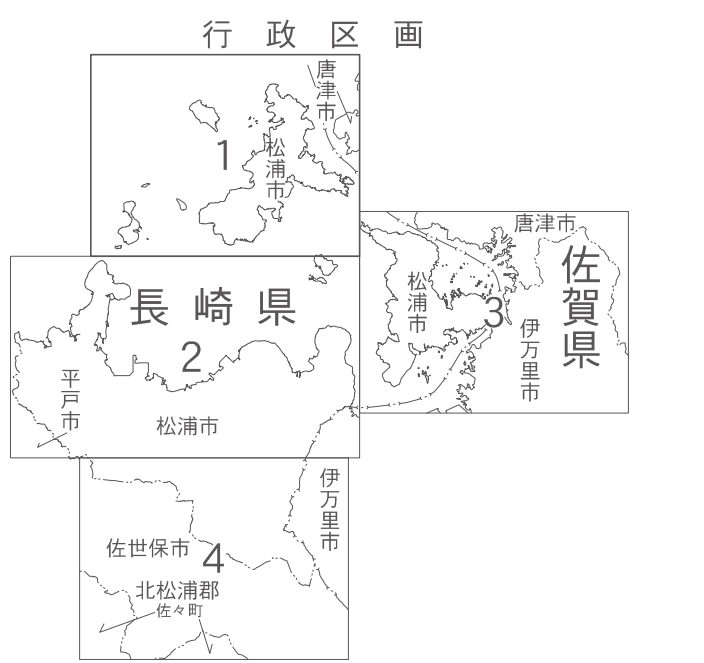 行政区画
唐津市
1
松浦市
唐津市
佐賀県
松浦市
3
伊万里市
長崎県
2
平戸市
松浦市
伊万里市
佐世保市
4
北松浦郡
佐々町